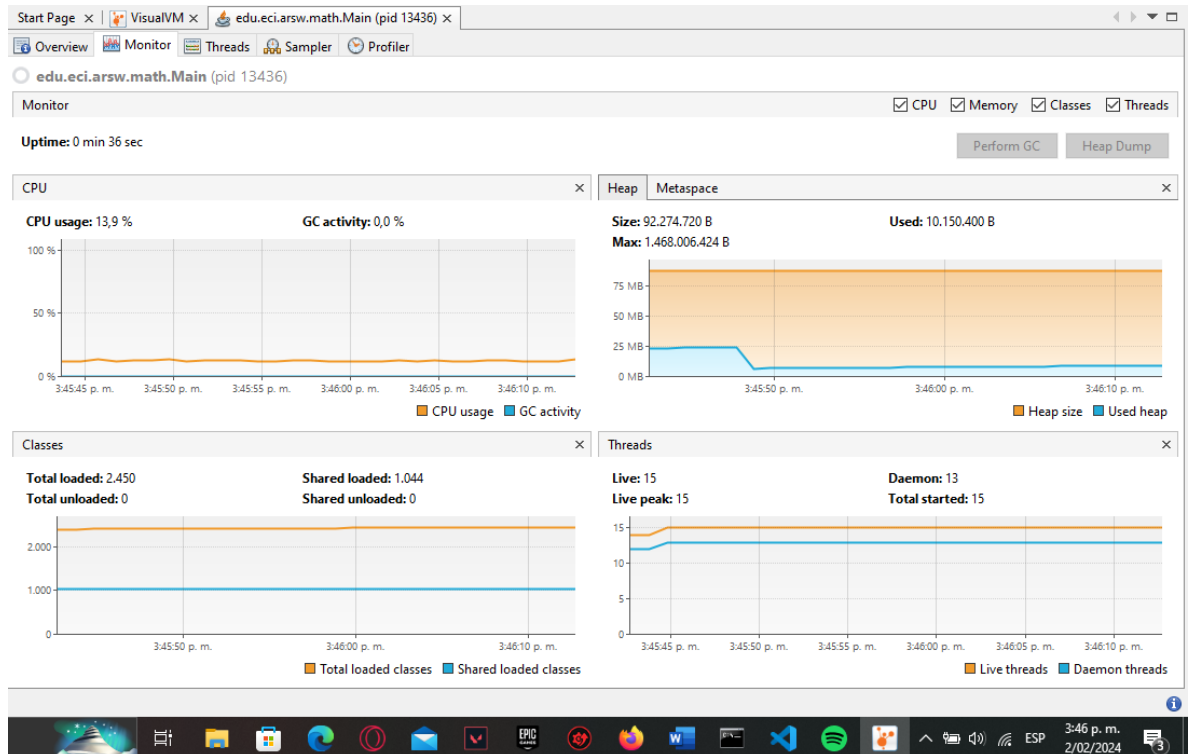 Start Page × VisualVM × edu.eci.arsw.math.Main (pid 13436) ×
Overview Monitor Threads Sampler Profiler
edu.eci.arsw.math.Main (pid 13436)
Monitor CPU Memory Classes Threads
Uptime: 0 min 36 sec Perform GC Heap Dump
CPU ×
CPU usage: 13,9 % GC activity: 0,0 %
100 %
50 %
0 %
3:45:45 p. m. 3:45:50 p. m. 3:45:55 p. m. 3:46:00 p. m. 3:46:05 p. m. 3:46:10 p. m.
CPU usage GC activity
Heap Metaspace ×
Size: 92.274.720 B Used: 10.150.400 B
Max: 1.468.006.424 B
75 MB
50 MB
25 MB
0 MB
3:45:50 p. m. 3:46:00 p. m. 3:46:10 p. m.
Heap size Used heap
Classes ×
Total loaded: 2.450 Shared loaded: 1.044
Total unloaded: 0 Shared unloaded: 0
2.000
1.000
0
3:45:50 p. m. 3:46:00 p. m. 3:46:10 p. m.
Total loaded classes Shared loaded classes
Threads ×
Live: 15 Daemon: 13
Live peak: 15 Total started: 15
15
10
5
0
3:45:45 p. m. 3:45:50 p. m. 3:45:55 p. m. 3:46:00 p. m. 3:46:05 p. m. 3:46:10 p. m.
Live threads Daemon threads
EPIC GAMES
ESP
3:46 p. m.
2/02/2024
3